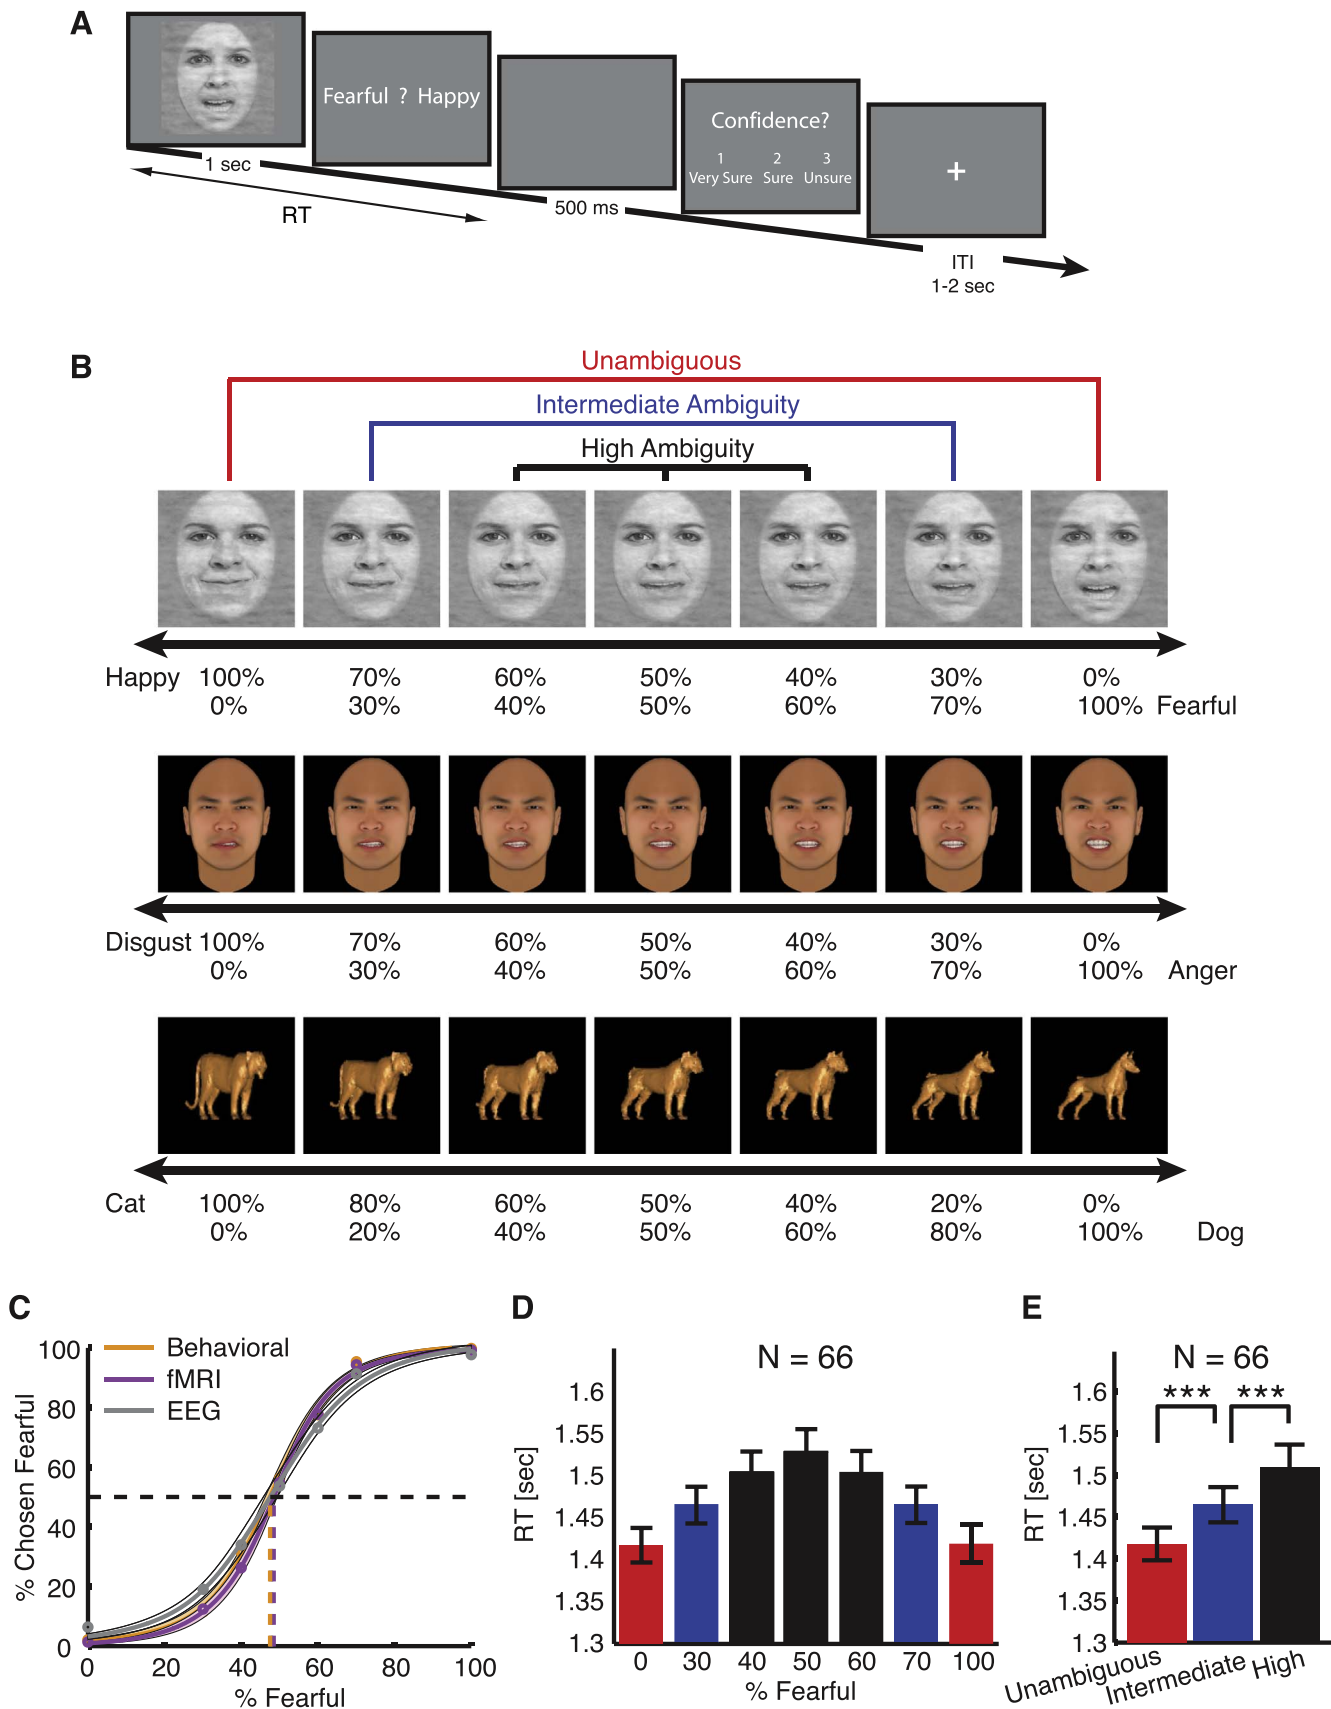 A
Fearful ? Happy
Confidence?
1 2 3
Very Sure Sure Unsure
+
1 sec
RT
500 ms
ITI
1-2 sec
B
Unambiguous
Intermediate Ambiguity
High Ambiguity
Happy 100% 70% 60% 50% 40% 30% 0%
0% 30% 40% 50% 60% 70% 100% Fearful
Disgust 100% 70% 60% 50% 40% 30% 0%
0% 30% 40% 50% 60% 70% 100% Anger
Cat 100% 80% 60% 50% 40% 20% 0%
0% 20% 40% 50% 60% 80% 100% Dog
C
Behavioral
fMRI
EEG
% Chosen Fearful
100
80
60
40
20
0
0 20 40 60 80 100
% Fearful
D
N = 66
RT [sec]
1.6
1.55
1.5
1.45
1.4
1.35
1.3
0 30 40 50 60 70 100
% Fearful
E
N = 66
*** ***
RT [sec]
1.6
1.55
1.5
1.45
1.4
1.35
1.3
Unambiguous Intermediate High